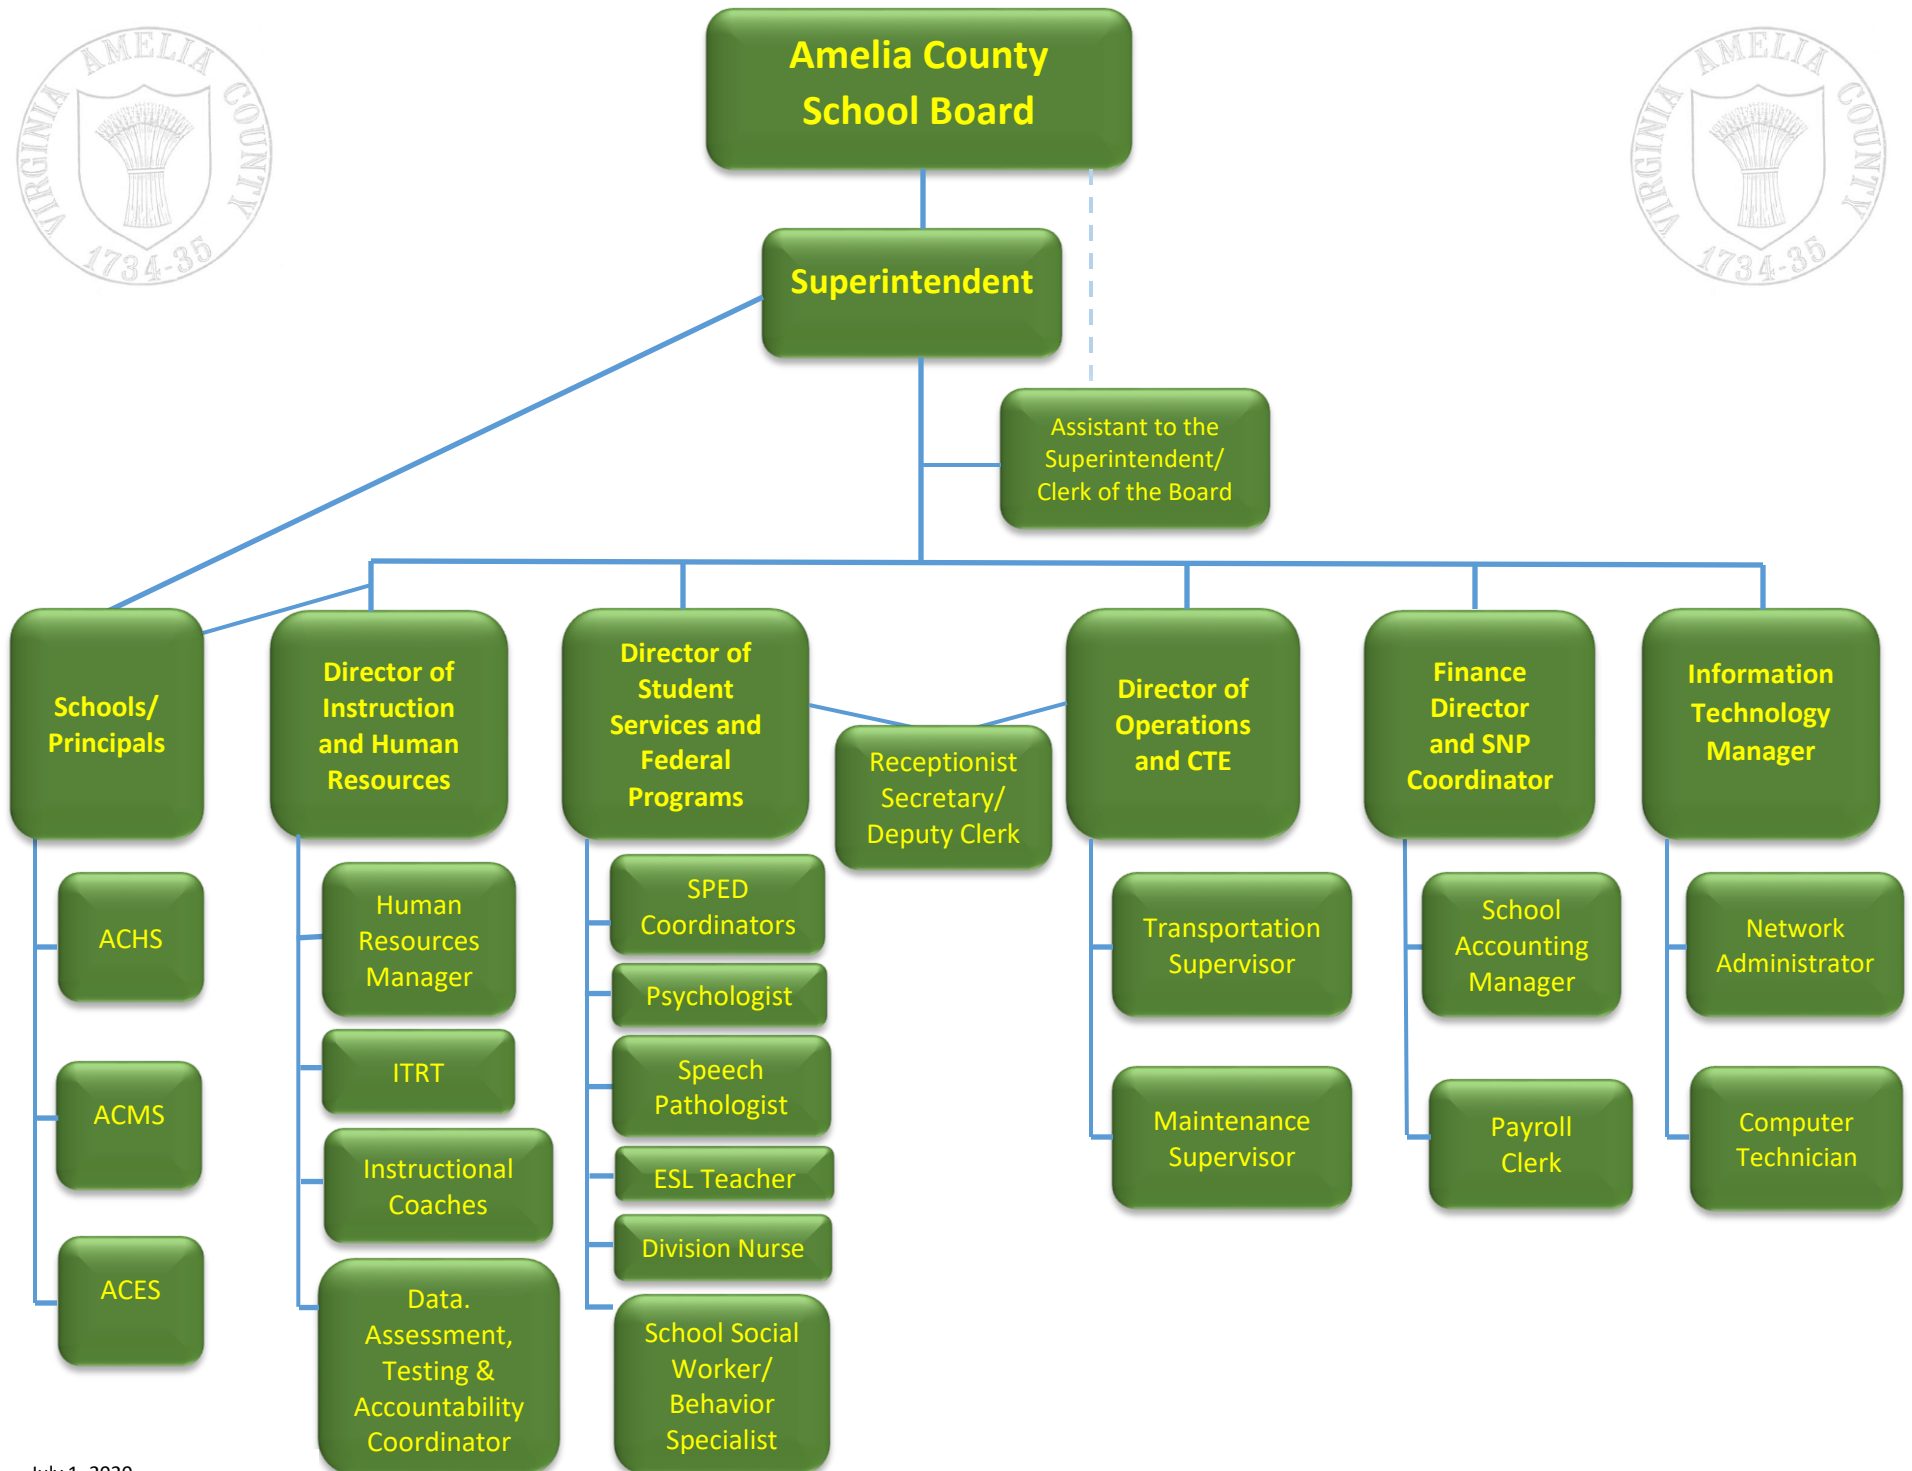 VIRGINIA AMELIA COUNTY
1734-35
Amelia County
School Board
VIRGINIA AMELIA COUNTY
1734-35
Superintendent
Assistant to the
Superintendent/
Clerk of the Board
Schools/
Principals
ACHS
ACMS
ACES
Director of
Instruction
and Human
Resources
Human
Resources
Manager
ITRT
Instructional
Coaches
Data.
Assessment,
Testing &
Accountability
Coordinator
Director of
Student
Services and
Federal
Programs
SPED
Coordinators
Psychologist
Speech
Pathologist
ESL Teacher
Division Nurse
School Social
Worker/
Behavior
Specialist
Receptionist
Secretary/
Deputy Clerk
Director of
Operations
and CTE
Transportation
Supervisor
Maintenance
Supervisor
Finance
Director
and SNP
Coordinator
School
Accounting
Manager
Payroll
Clerk
Information
Technology
Manager
Network
Administrator
Computer
Technician
July 1, 2020